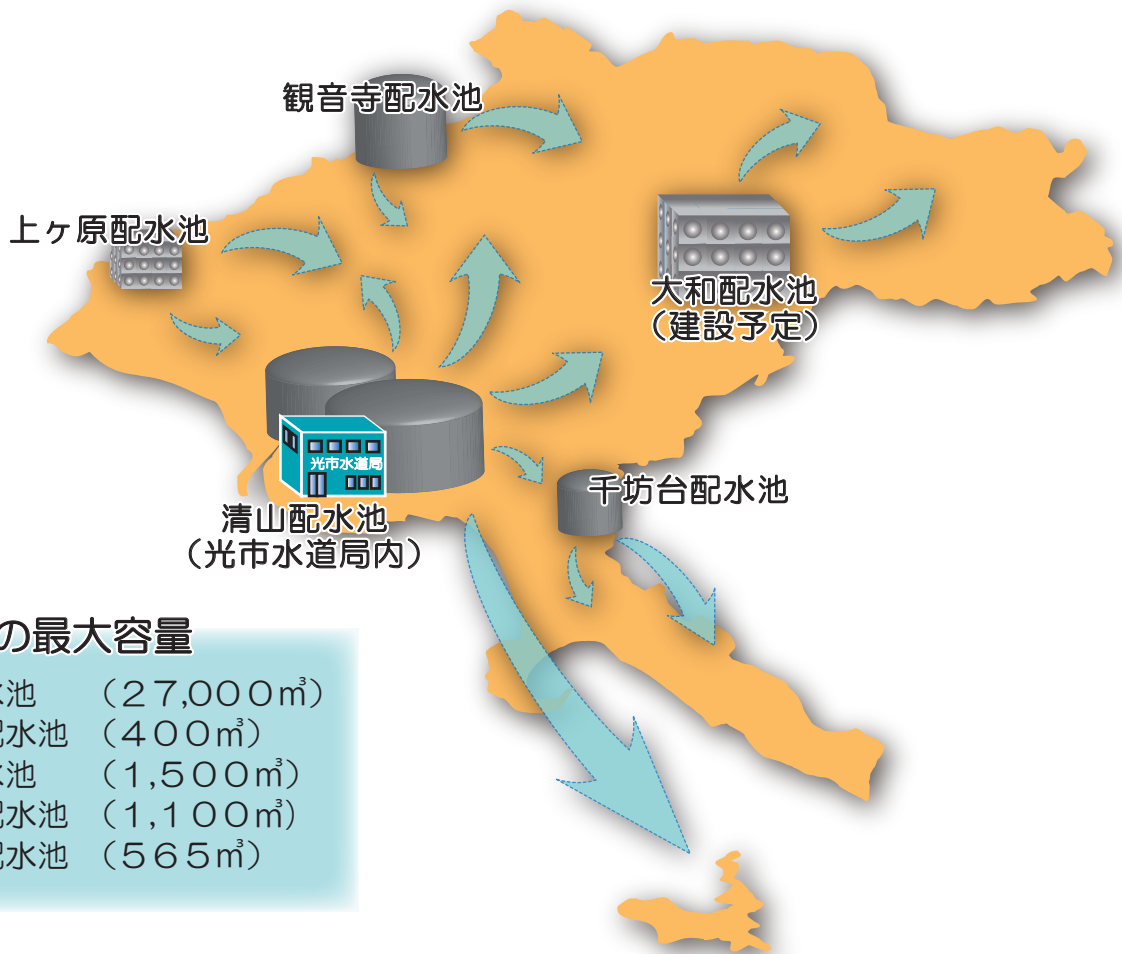 観音寺配水池
上ヶ原配水池
大和配水池
（建設予定）
光市水道局
千坊台配水池
清山配水池
（光市水道局内）
の最大容量
水池　（２７,０００㎥）
配水池　（４００㎥）
水池　（１,５００㎥）
配水池　（１,１００㎥）
配水池　（５６５㎥）